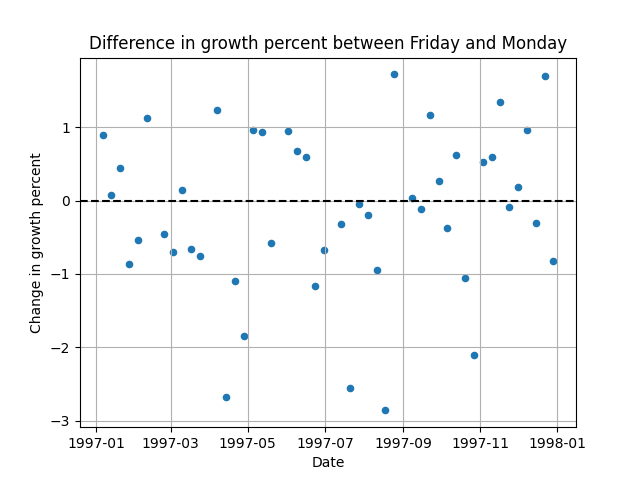 Difference in growth percent between Friday and Monday
Change in growth percent
1
0
−1
−2
−3
1997-01 1997-03 1997-05 1997-07 1997-09 1997-11 1998-01
Date